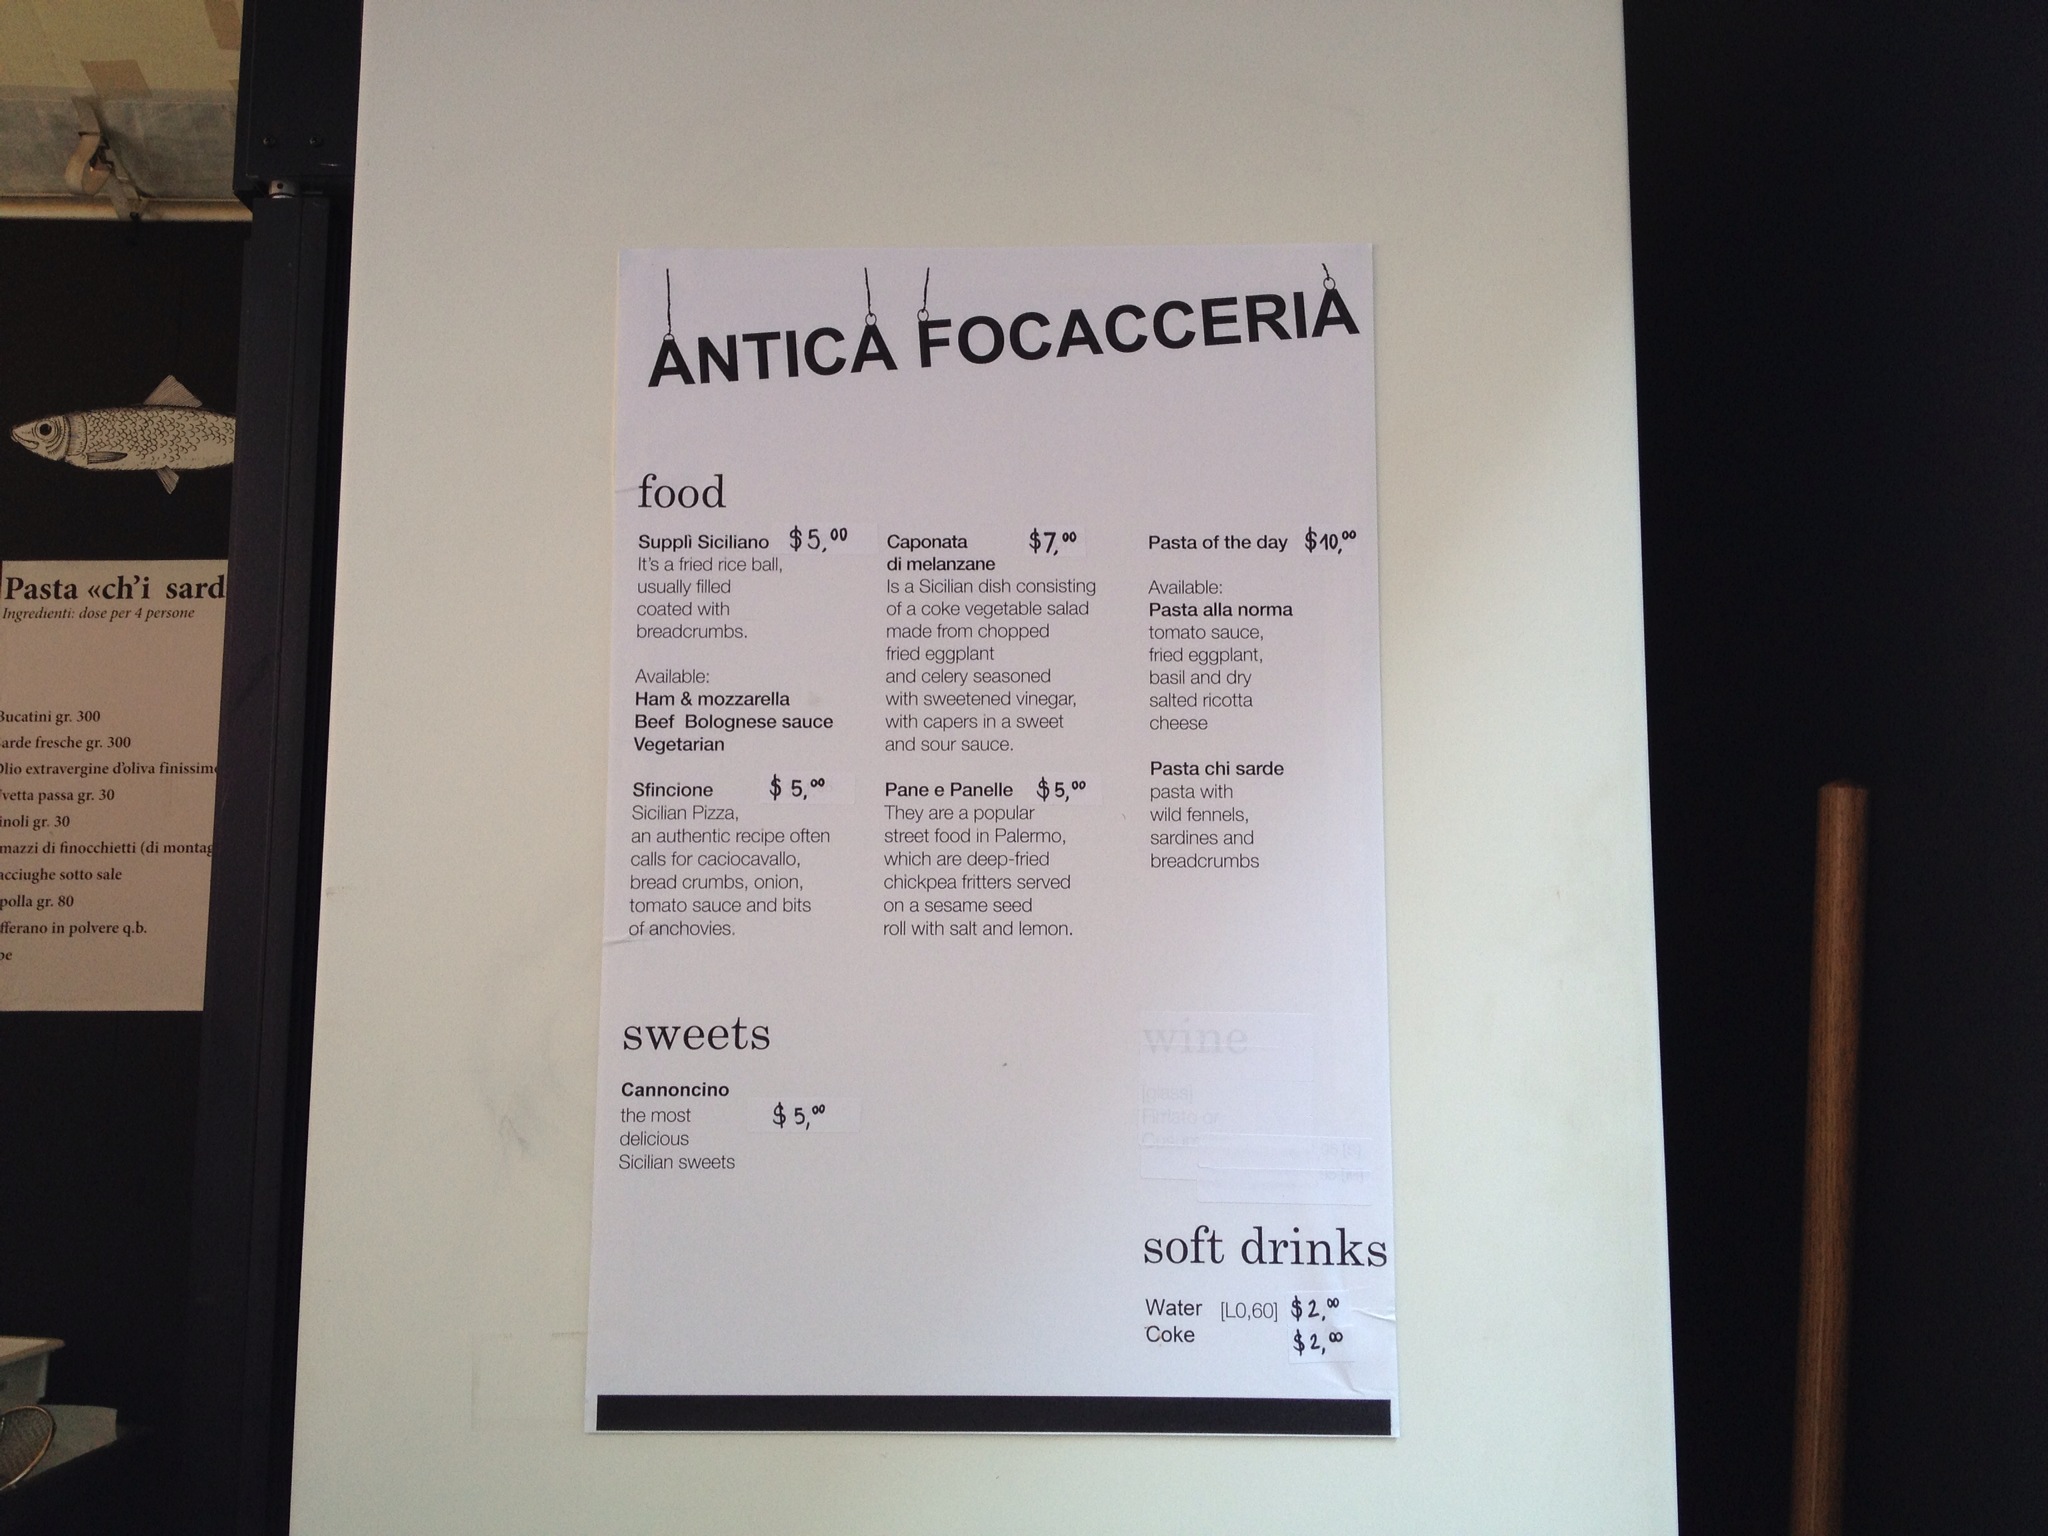 Pasta «ch'i sard
Ingredienti: dose per 4 persone
Bucatini gr. 300
arde fresche gr. 300
Olio extravergine d'oliva finissimo
vetta passa gr. 30
inoli gr. 30
mazzi di finocchietti (di montag
acciughe sotto sale
polla gr. 80
fferano in polvere q.b.
pe
ANTICA FOCACCERIA
food
Supplì Siciliano $5,00
It's a fried rice ball,
usually filled
coated with
breadcrumbs.
Available:
Ham & mozzarella
Beef Bolognese sauce
Vegetarian
Sfincione $5,00
Sicilian Pizza,
an authentic recipe often
calls for caciocavallo,
bread crumbs, onion,
tomato sauce and bits
of anchovies.
Caponata $7,00
di melanzane
Is a Sicilian dish consisting
of a coke vegetable salad
made from chopped
fried eggplant
and celery seasoned
with sweetened vinegar,
with capers in a sweet
and sour sauce.
Pane e Panelle $5,00
They are a popular
street food in Palermo,
which are deep-fried
chickpea fritters served
on a sesame seed
roll with salt and lemon.
Pasta of the day $10,00
Available:
Pasta alla norma
tomato sauce,
fried eggplant,
basil and dry
salted ricotta
cheese
Pasta chi sarde
pasta with
wild fennels,
sardines and
breadcrumbs
sweets
Cannoncino
the most $5,00
delicious
Sicilian sweets
wine
[glass]
soft drinks
Water [L0,60] $2,00
Coke $2,00